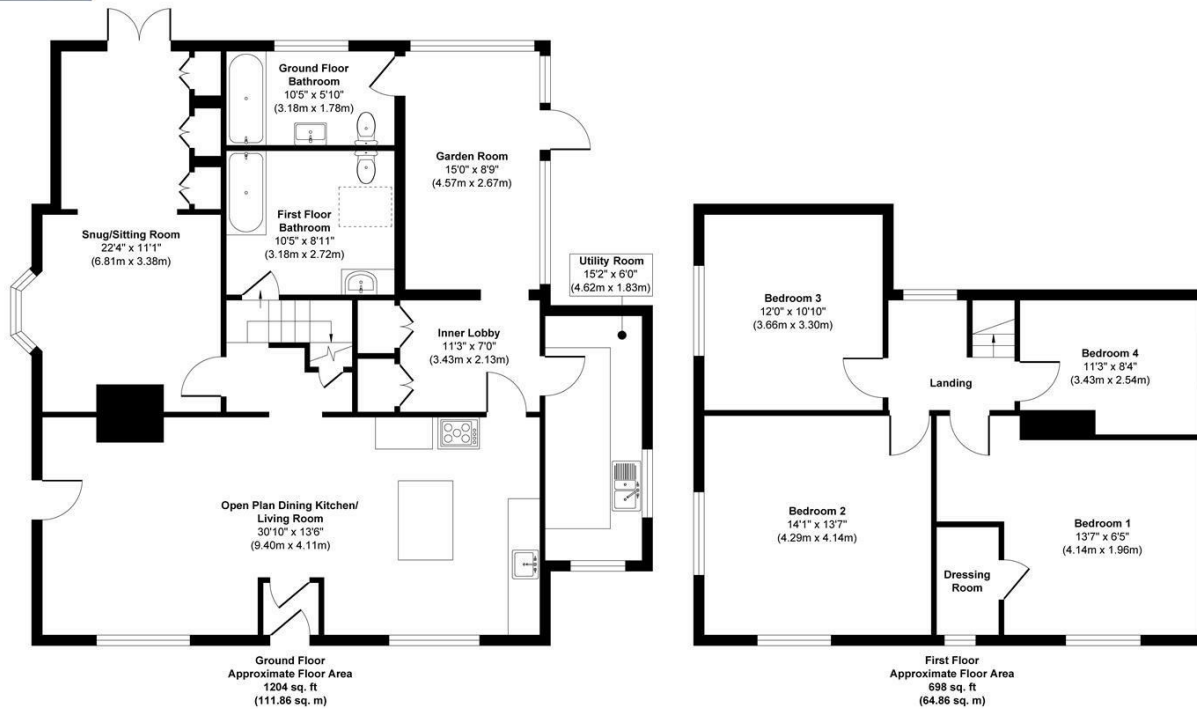 Ground Floor
Bathroom
10'5" x 5'10"
(3.18m x 1.78m)
Garden Room
15'0" x 8'9"
(4.57m x 2.67m)
First Floor
Bathroom
10'5" x 8'11"
(3.18m x 2.72m)
Snug/Sitting Room
22'4" x 11'1"
(6.81m x 3.38m)
Utility Room
15'2" x 6'0"
(4.62m x 1.83m)
Inner Lobby
11'3" x 7'0"
(3.43m x 2.13m)
Open Plan Dining Kitchen/
Living Room
30'10" x 13'6"
(9.40m x 4.11m)
Ground Floor
Approximate Floor Area
1204 sq. ft
(111.86 sq. m)
Bedroom 3
12'0" x 10'10"
(3.66m x 3.30m)
Bedroom 4
11'3" x 8'4"
(3.43m x 2.54m)
Landing
Bedroom 2
14'1" x 13'7"
(4.29m x 4.14m)
Bedroom 1
13'7" x 6'5"
(4.14m x 1.96m)
Dressing
Room
First Floor
Approximate Floor Area
698 sq. ft
(64.86 sq. m)